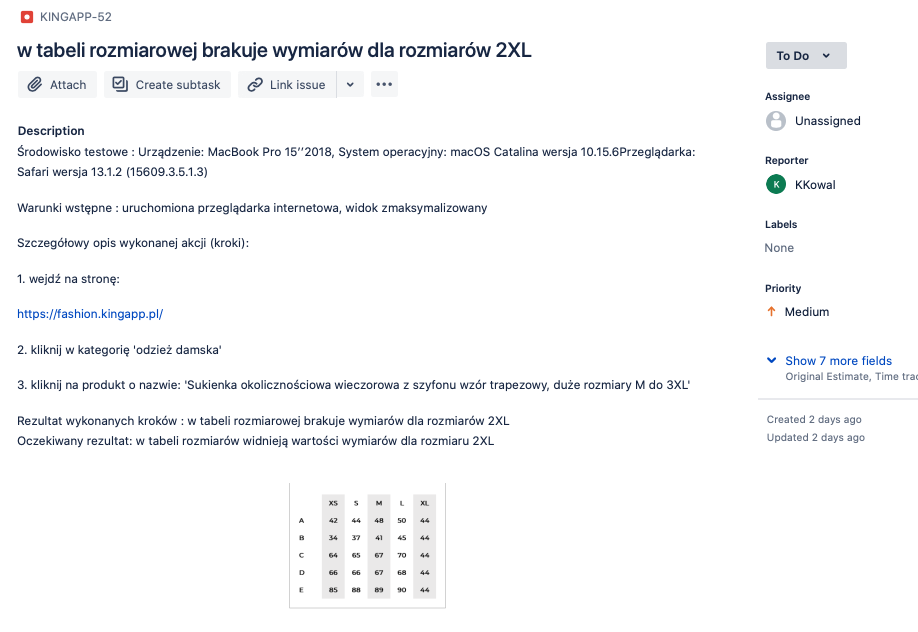 KINGAPP-52
w tabeli rozmiarowej brakuje wymiarów dla rozmiarów 2XL
To Do
Attach
Create subtask
Link issue
Assignee
Unassigned
Description
Środowisko testowe : Urządzenie: MacBook Pro 15’’2018, System operacyjny: macOS Catalina wersja 10.15.6Przeglądarka:
Safari wersja 13.1.2 (15609.3.5.1.3)
Reporter
K
KKowal
Warunki wstępne : uruchomiona przeglądarka internetowa, widok zmaksymalizowany
Labels
None
Szczegółowy opis wykonanej akcji (kroki):
1. wejdź na stronę:
Priority
Medium
https://fashion.kingapp.pl/
2. kliknij w kategorię 'odzież damska'
Show 7 more fields
Original Estimate, Time trac
3. kliknij na produkt o nazwie: 'Sukienka okolicznościowa wieczorowa z szyfonu wzór trapezowy, duże rozmiary M do 3XL'
Rezultat wykonanych kroków : w tabeli rozmiarowej brakuje wymiarów dla rozmiarów 2XL
Oczekiwany rezultat: w tabeli rozmiarów widnieją wartości wymiarów dla rozmiaru 2XL
Created 2 days ago
Updated 2 days ago
XS S M L XL
A 42 44 48 50 44
B 34 37 41 45 44
C 64 65 67 70 44
D 66 66 67 68 44
E 85 88 89 90 44